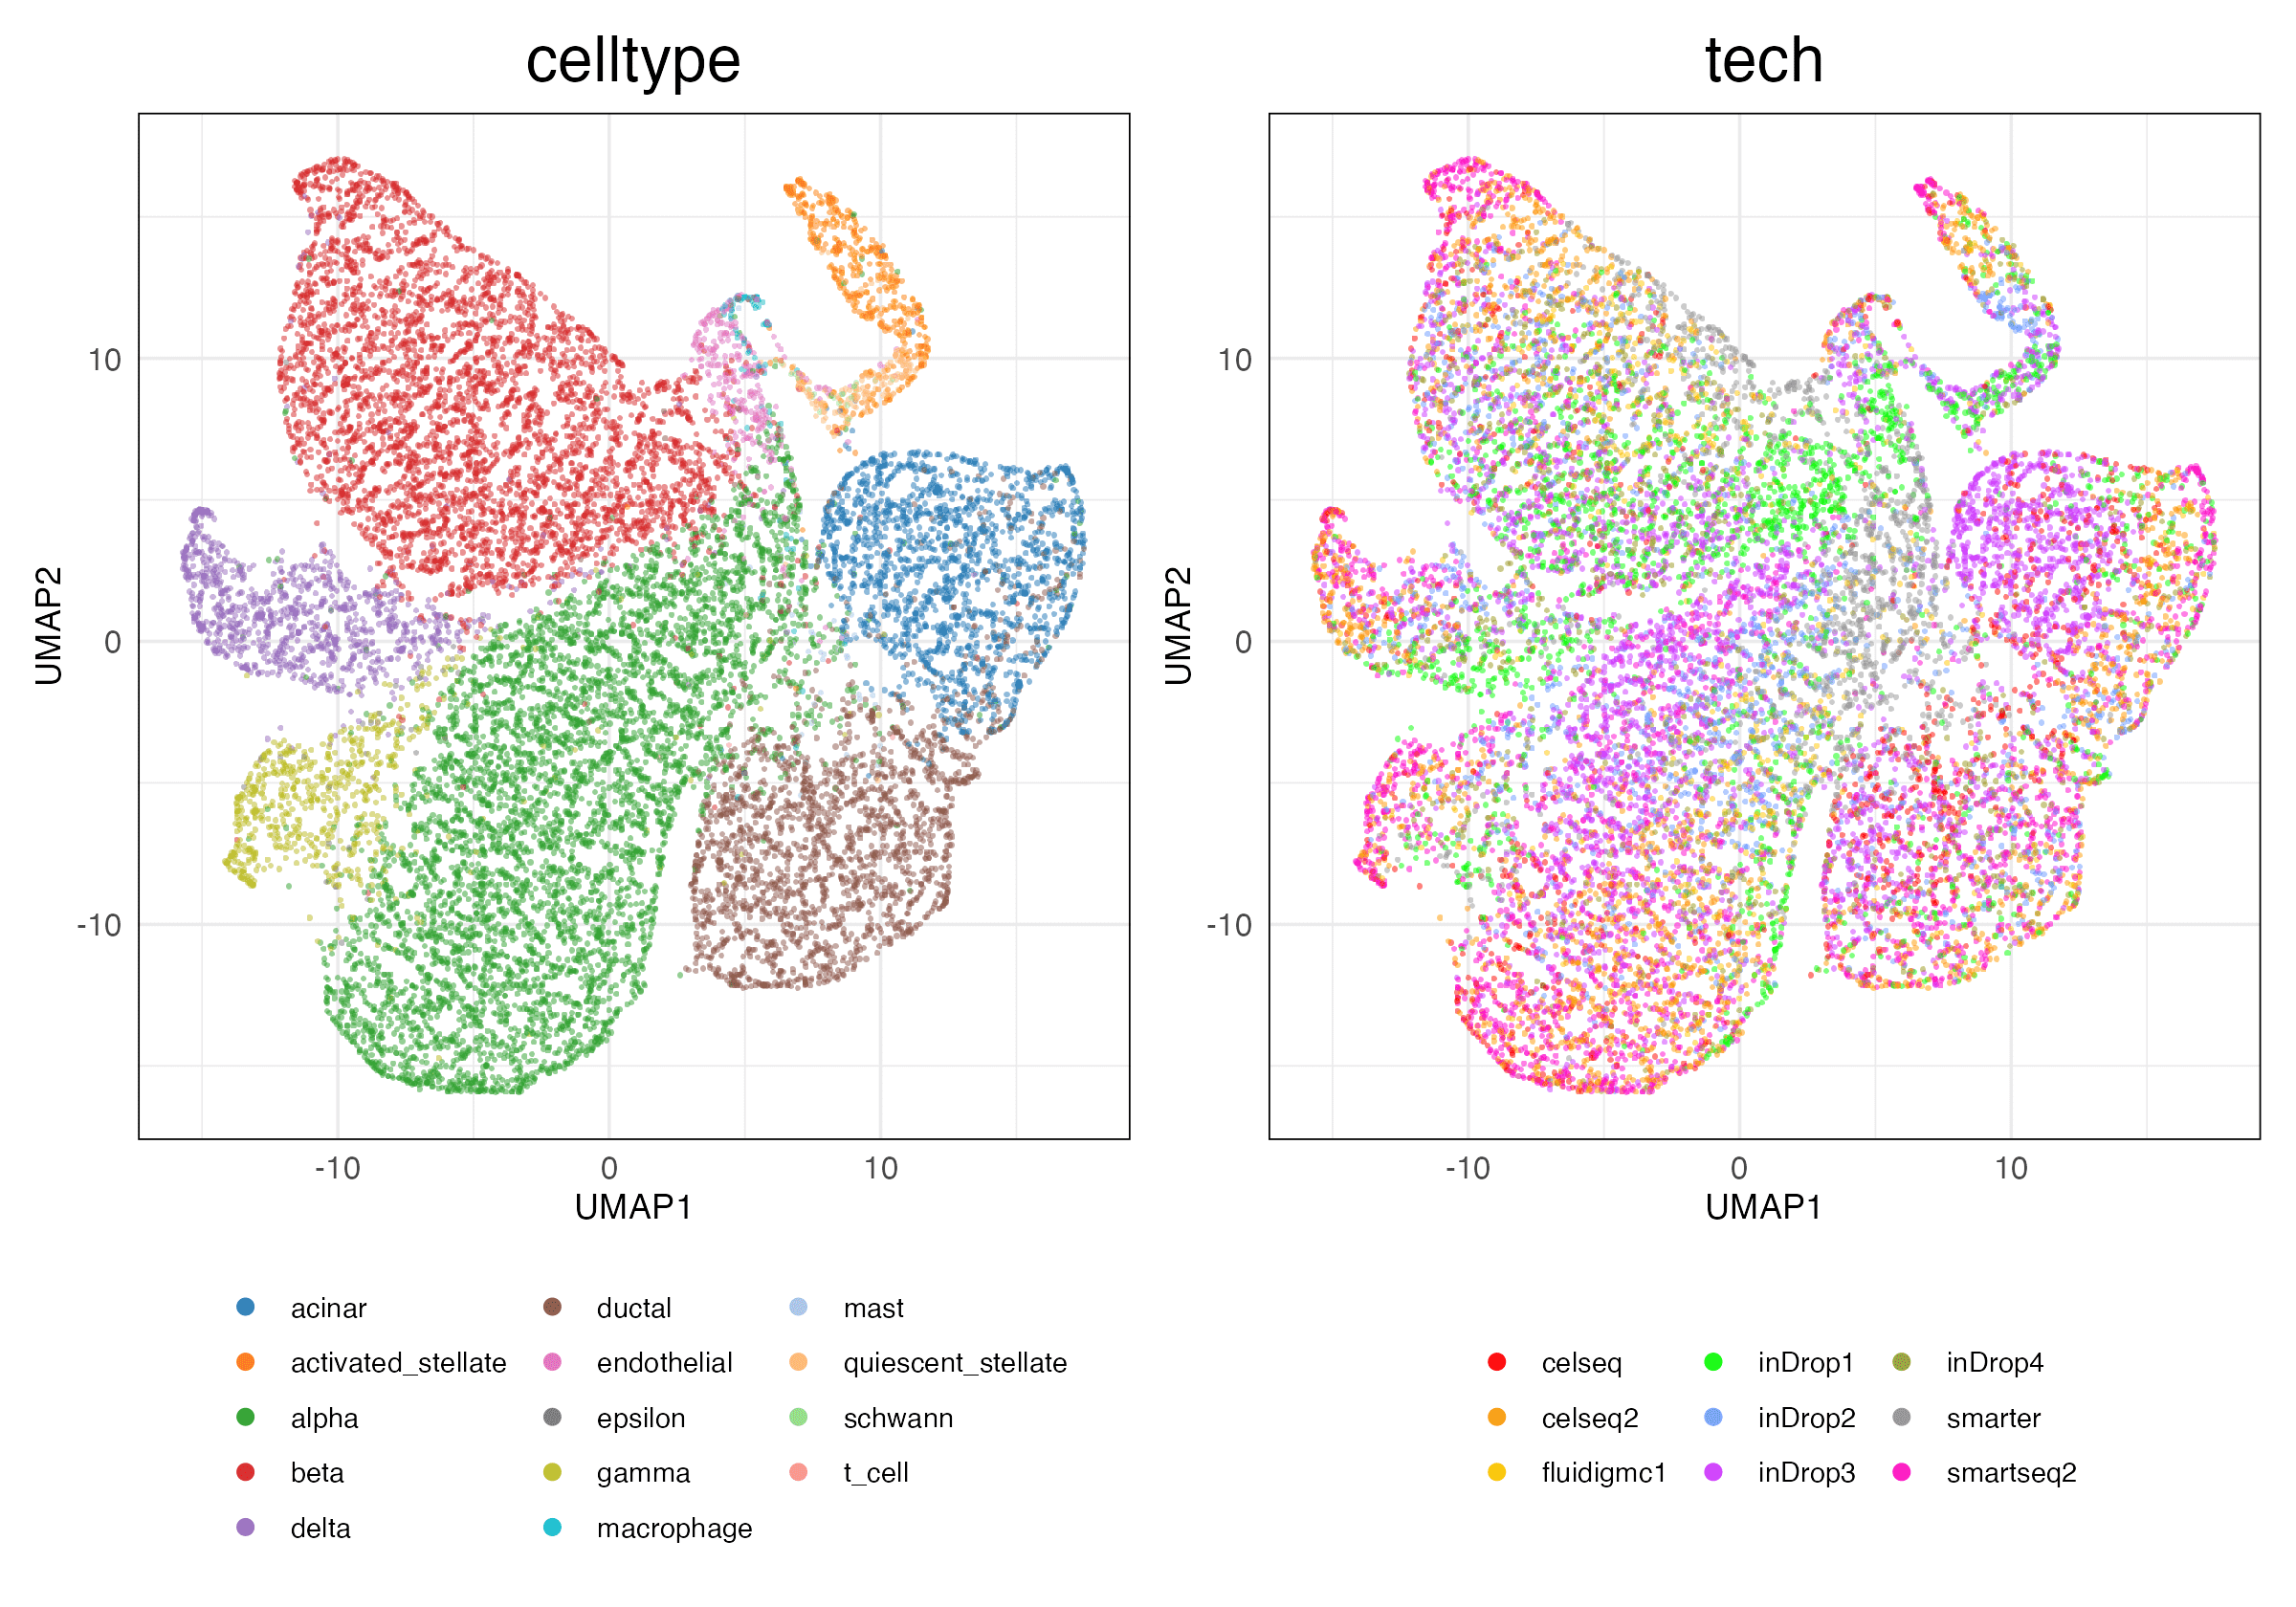 celltype
tech
UMAP2
10
0
-10
-10
0
10
UMAP1
UMAP2
10
0
-10
-10
0
10
UMAP1
acinar
activated_stellate
alpha
beta
delta
ductal
endothelial
epsilon
gamma
macrophage
mast
quiescent_stellate
schwann
t_cell
celseq
celseq2
fluidigmc1
inDrop1
inDrop2
inDrop3
inDrop4
smarter
smartseq2